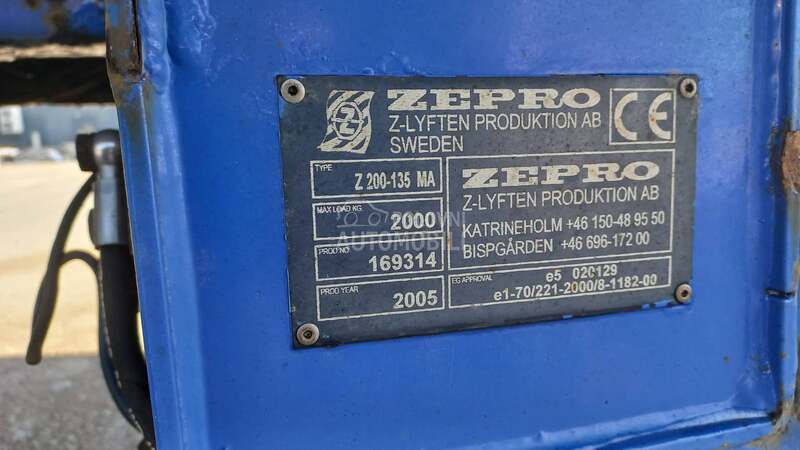 ZEPRO
Z-LYFTEN PRODUKTION AB
SWEDEN
CE
TYPE
Z 200-135 MA
MAX LOAD KG
2000
PROD NO
169314
PROD YEAR
2005
ZEPRO
Z-LYFTEN PRODUKTION AB
KATRINEHOLM +46 150-48 95 50
BISPGÅRDEN +46 696-172 00
EG APPROVAL
e5 020129
e1-70/221-2000/8-1182-00
AUTOMOBILI